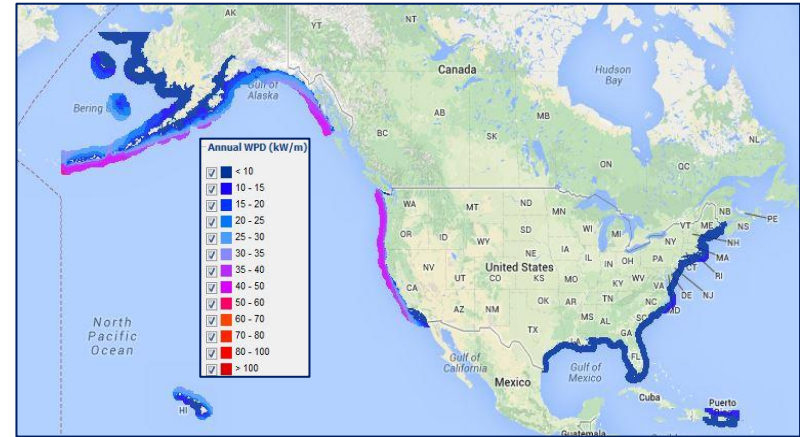 AK
YT
NT
Canada
Hudson
Bay
Gulf of
Alaska
Bering
BC
AB
SK
MB
ON
QC
NL
NB
PE
NS
Annual WPD (kW/m)
< 10
10 - 15
15 - 20
20 - 25
25 - 30
30 - 35
35 - 40
40 - 50
50 - 60
60 - 70
70 - 80
80 - 100
> 100
WA
MT
ND
MN
VT
ME
NH
OR
ID
WY
SD
WI
MI
NY
MA
CT
RI
NE
IA
IL
IN
OH
PA
NJ
NV
UT
CO
United States
KS
MO
KY
WV
VA
DE
MD
CA
AZ
NM
OK
AR
TN
NC
SC
MS
AL
GA
TX
LA
FL
North
Pacific
Ocean
Gulf of
California
Mexico
Gulf of
Mexico
Cuba
Puerto
HI
Guatemala